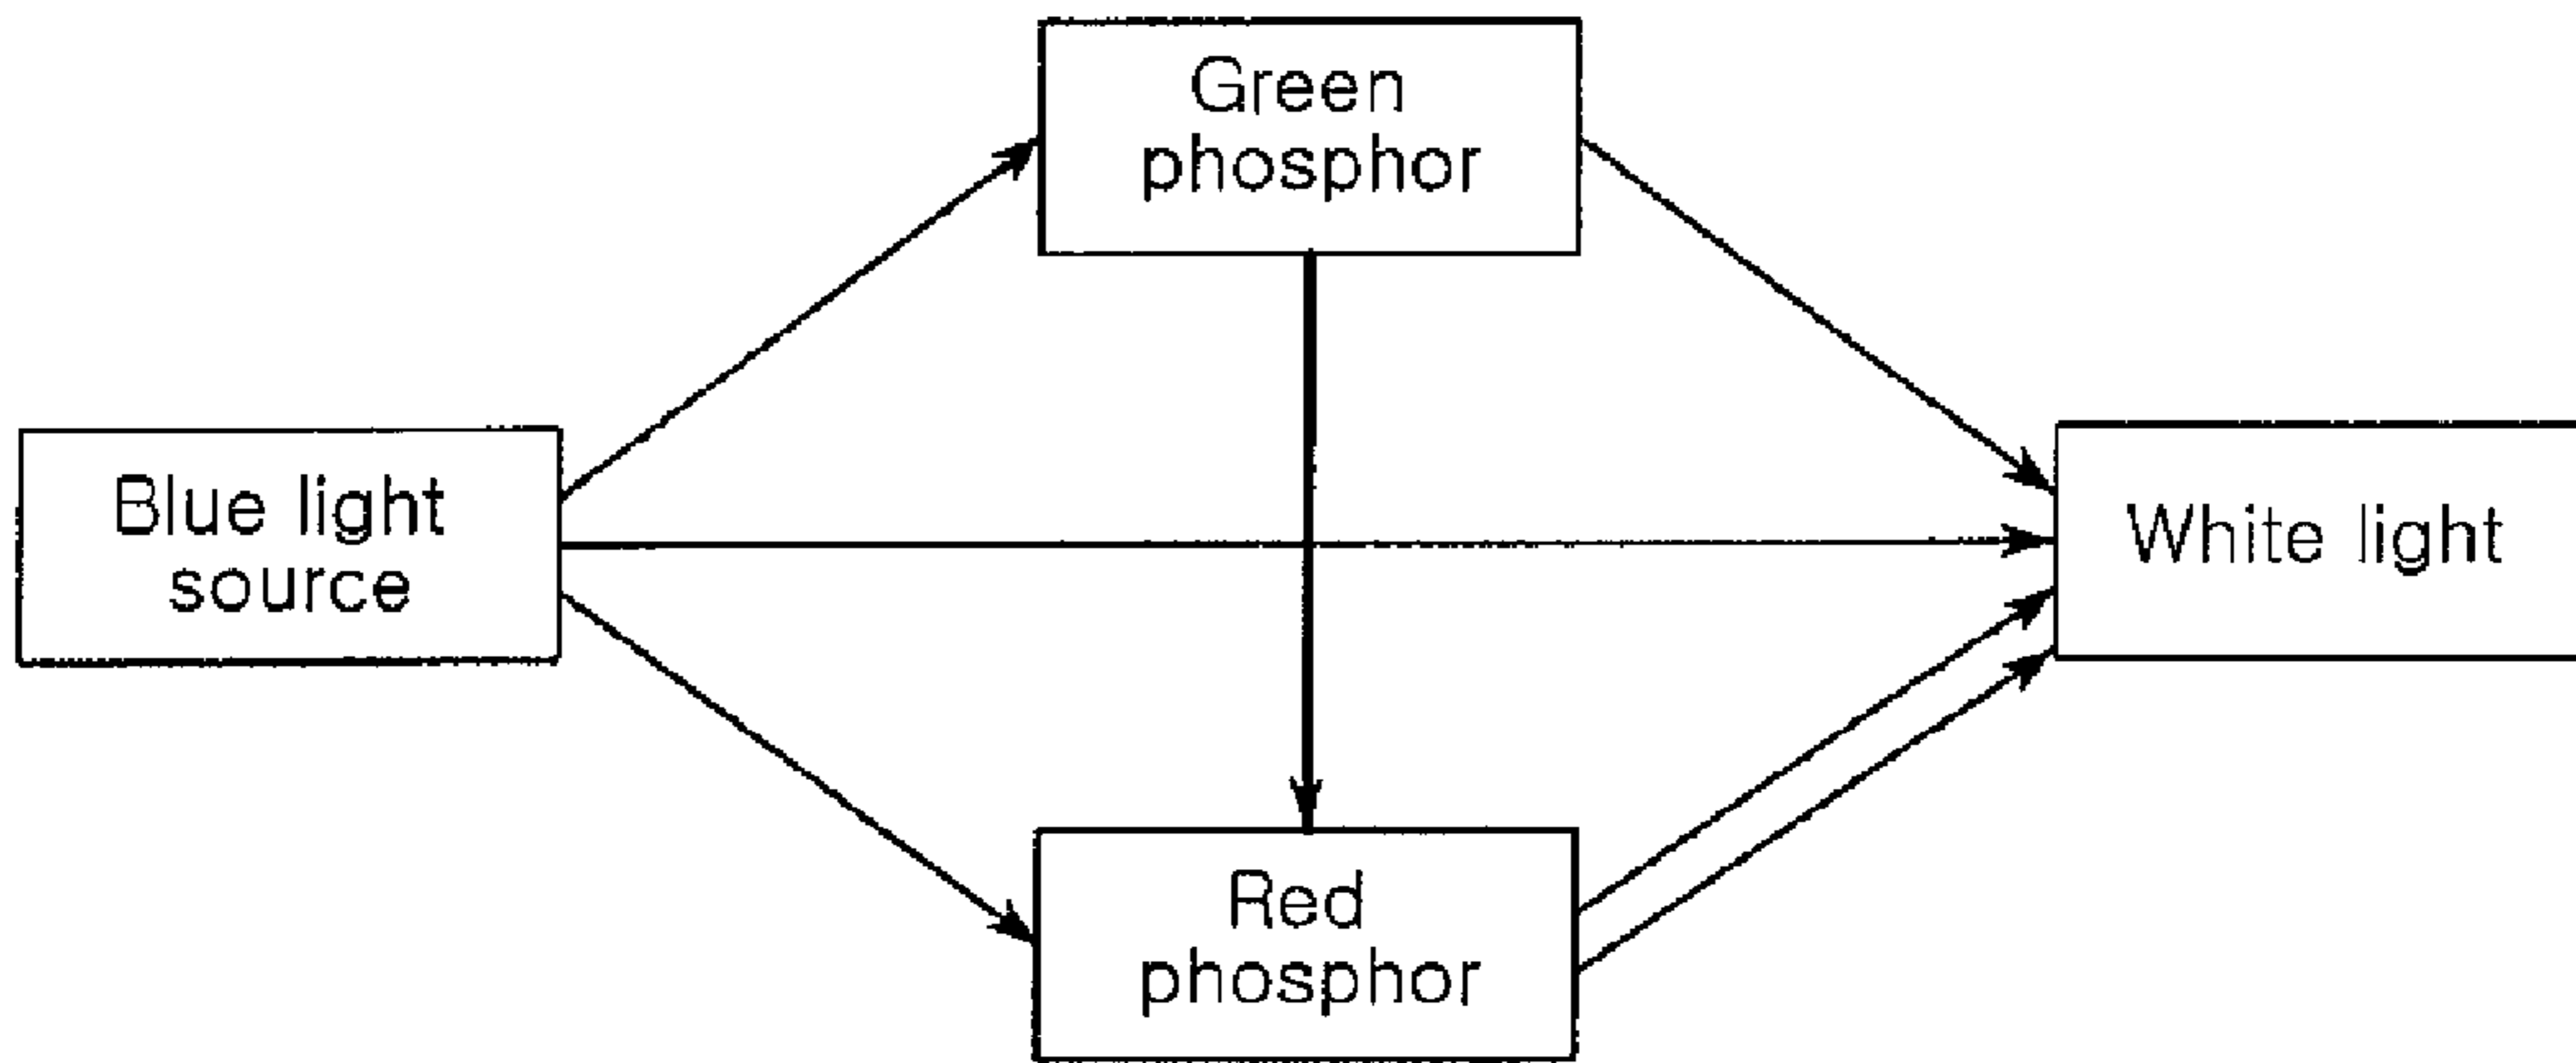 Green
phosphor
Blue light
source
White light
Red
phosphor